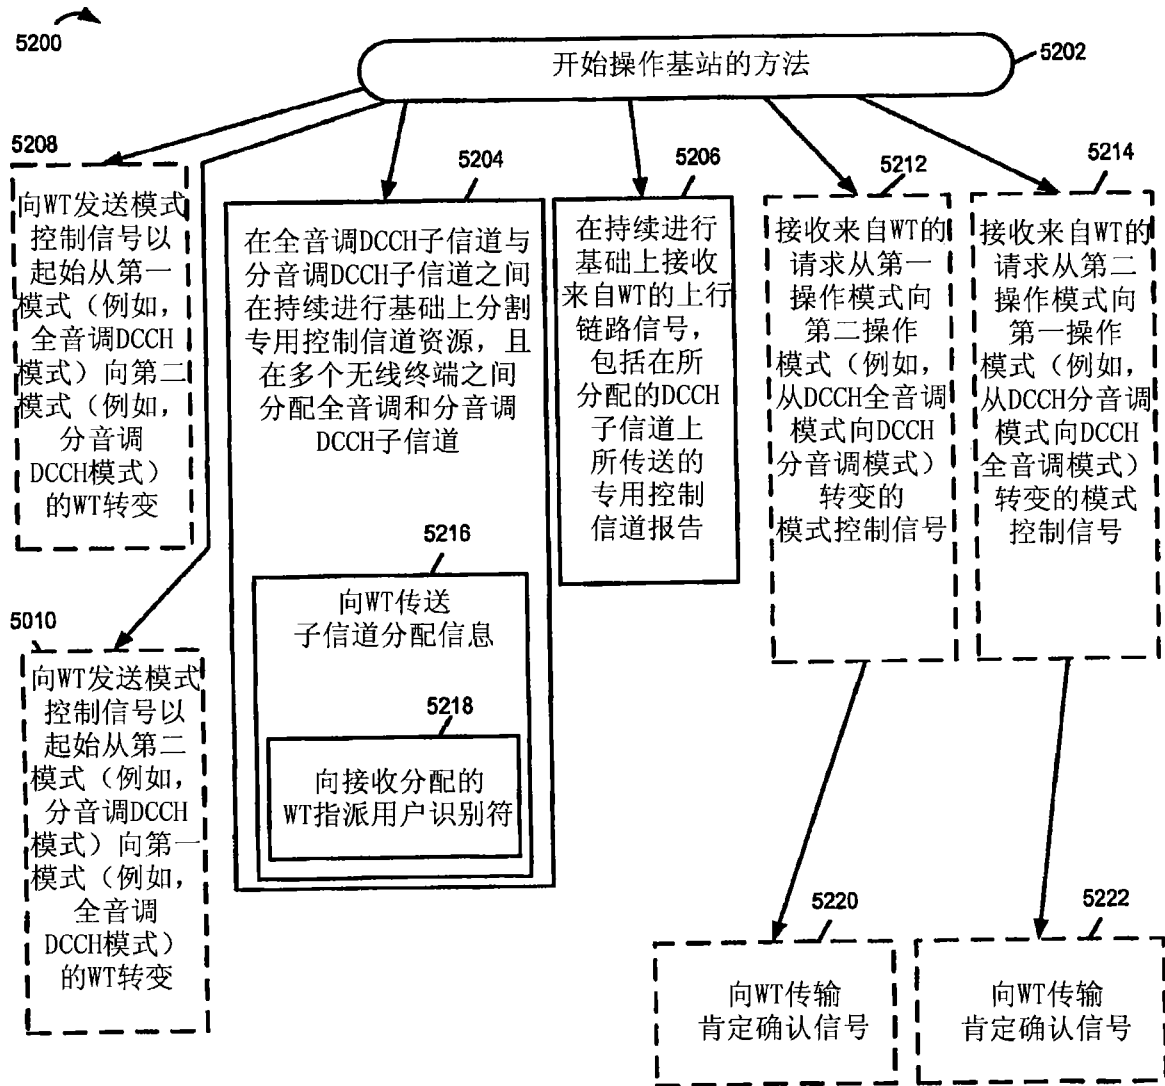 5200
开始操作基站的方法
5202
5208
向WT发送模式
控制信号以
起始从第一
模式（例如，
全音调DCCH
模式）向第二
模式（例如，
分音调
DCCH模式）
的WT转变
5204
在全音调DCCH子信道与
分音调DCCH子信道之间
在持续进行基础上分割
专用控制信道资源，且
在多个无线终端之间
分配全音调和分音调
DCCH子信道
5206
在持续进行
基础上接收
来自WT的上行
链路信号，
包括在所
分配的DCCH
子信道上
所传送的
专用控制
信道报告
5212
接收来自WT的
请求从第一
操作模式向
第二操作
模式（例如，
从DCCH全音调
模式向DCCH
分音调模式）
转变的
模式控制信号
5214
接收来自WT的
请求从第二
操作模式向
第一操作
模式（例如，
从DCCH分音调
模式向DCCH
全音调模式）
转变的模式
控制信号
5216
向WT传送
子信道分配信息
5218
向接收分配的
WT指派用户识别符
5010
向WT发送模式
控制信号以
起始从第二
模式（例如，
分音调DCCH
模式）向第一
模式（例如，
全音调
DCCH模式）
的WT转变
5220
向WT传输
肯定确认信号
5222
向WT传输
肯定确认信号